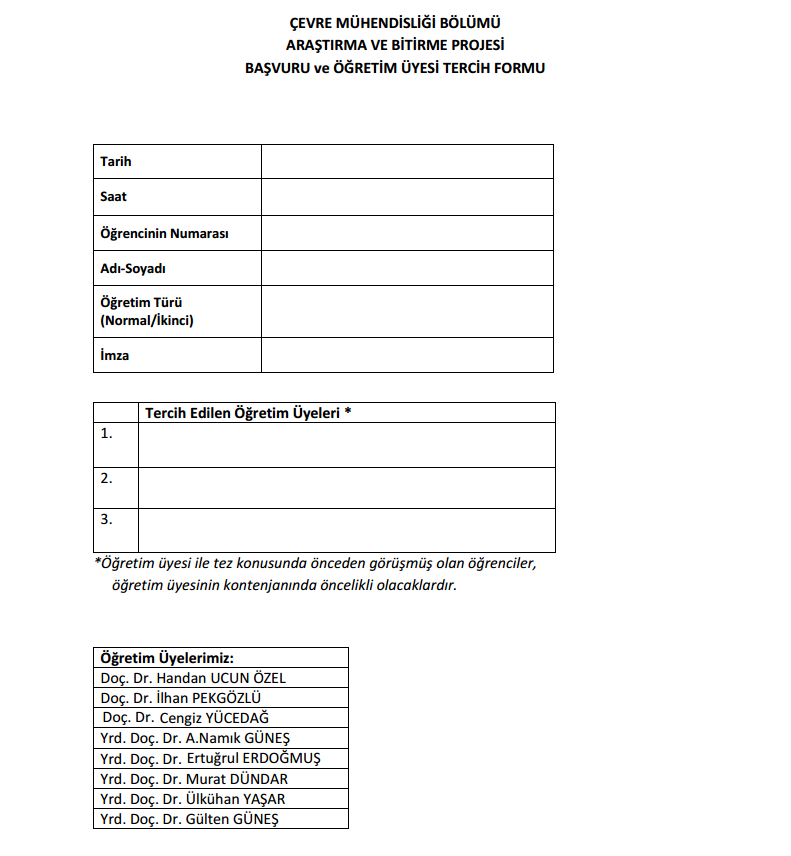 ÇEVRE MÜHENDİSLİĞİ BÖLÜMÜ
ARAŞTIRMA VE BİTİRME PROJESİ
BAŞVURU ve ÖĞRETİM ÜYESİ TERCİH FORMU
Tarih
Saat
Öğrencinin Numarası
Adı-Soyadı
Öğretim Türü
(Normal/İkinci)
İmza
Tercih Edilen Öğretim Üyeleri *
1.
2.
3.
*Öğretim üyesi ile tez konusunda önceden görüşmüş olan öğrenciler,
öğretim üyesinin kontenjanında öncelikli olacaklardır.
Öğretim Üyelerimiz:
Doç. Dr. Handan UCUN ÖZEL
Doç. Dr. İlhan PEKGÖZLÜ
Doç. Dr. Cengiz YÜCEDAĞ
Yrd. Doç. Dr. A.Namık GÜNEŞ
Yrd. Doç. Dr. Ertuğrul ERDOĞMUŞ
Yrd. Doç. Dr. Murat DÜNDAR
Yrd. Doç. Dr. Ülkühan YAŞAR
Yrd. Doç. Dr. Gülten GÜNEŞ